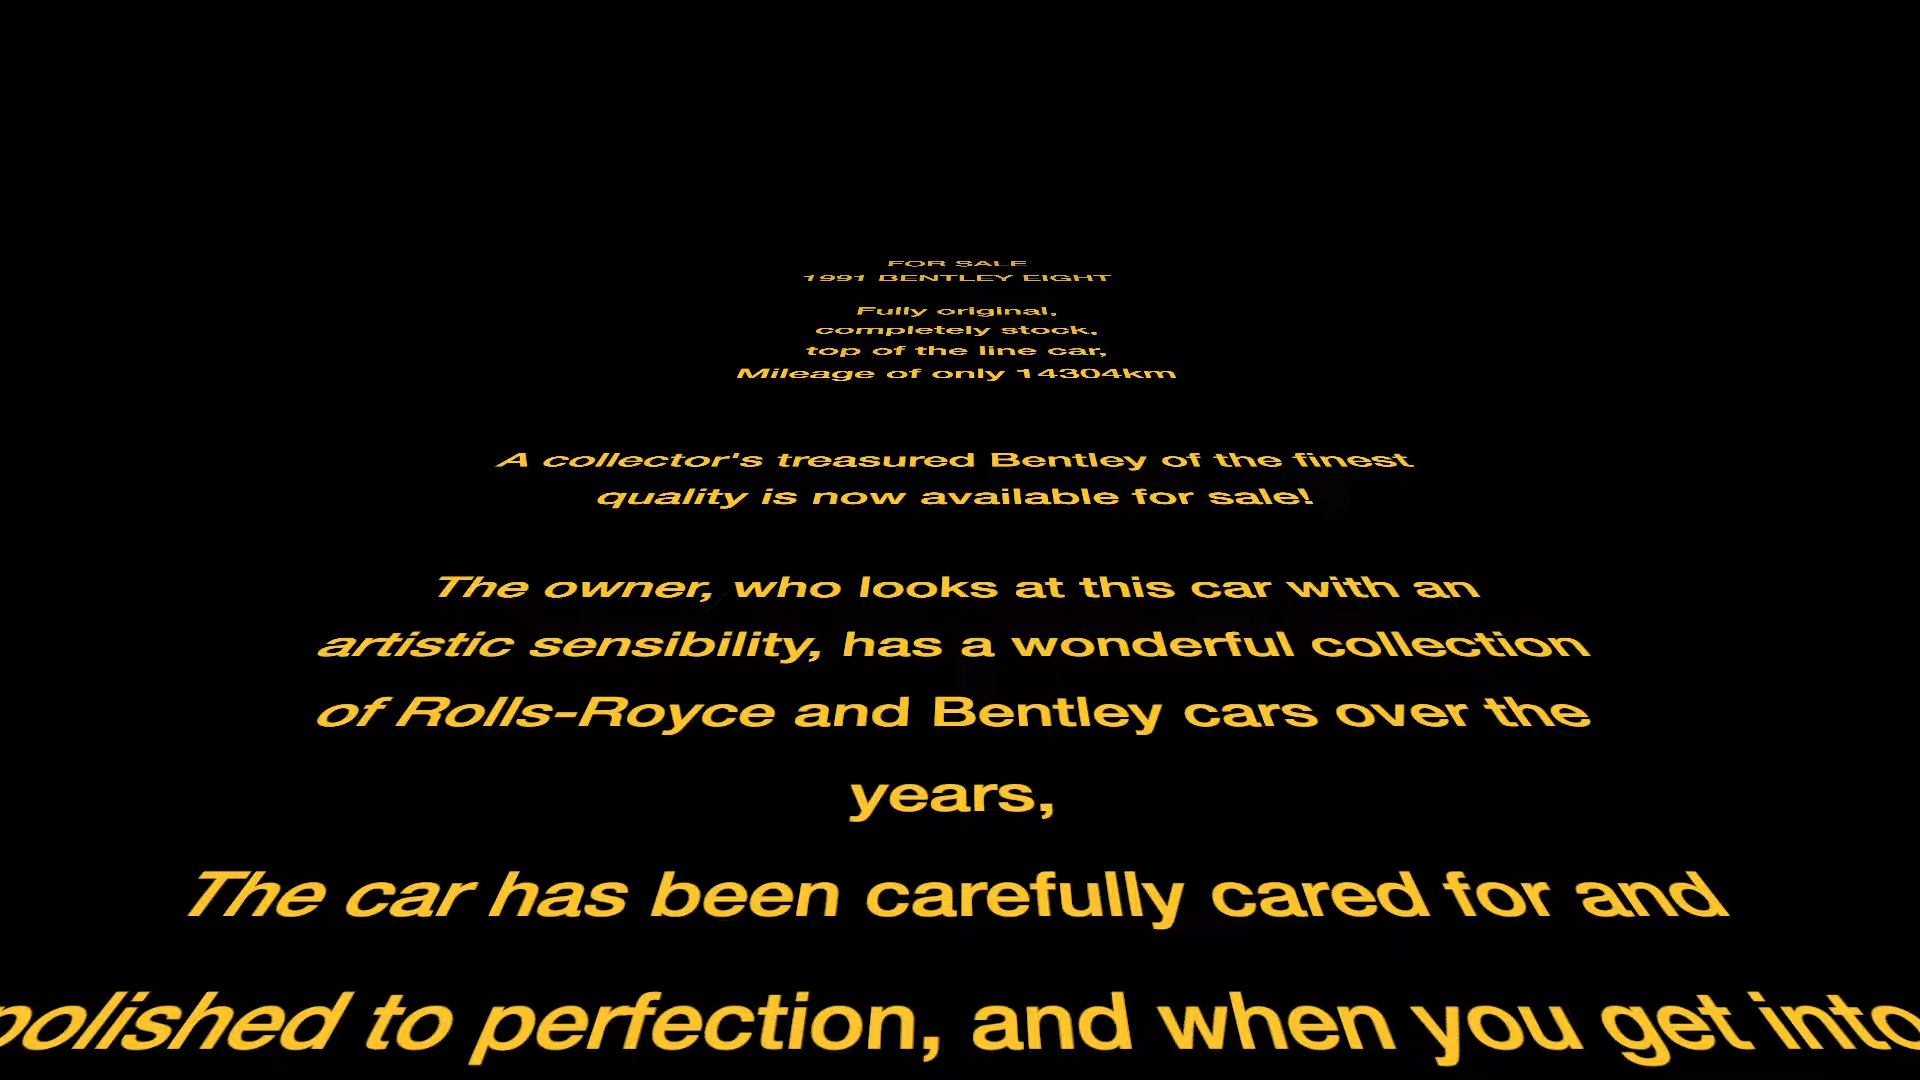 FOR SALE
1991 BENTLEY EIGHT
Fully original,
completely stock,
top of the line car,
Mileage of only 14304km
A collector's treasured Bentley of the finest
quality is now available for sale!
The owner, who looks at this car with an
artistic sensibility, has a wonderful collection
of Rolls-Royce and Bentley cars over the
years,
The car has been carefully cared for and
polished to perfection, and when you get into